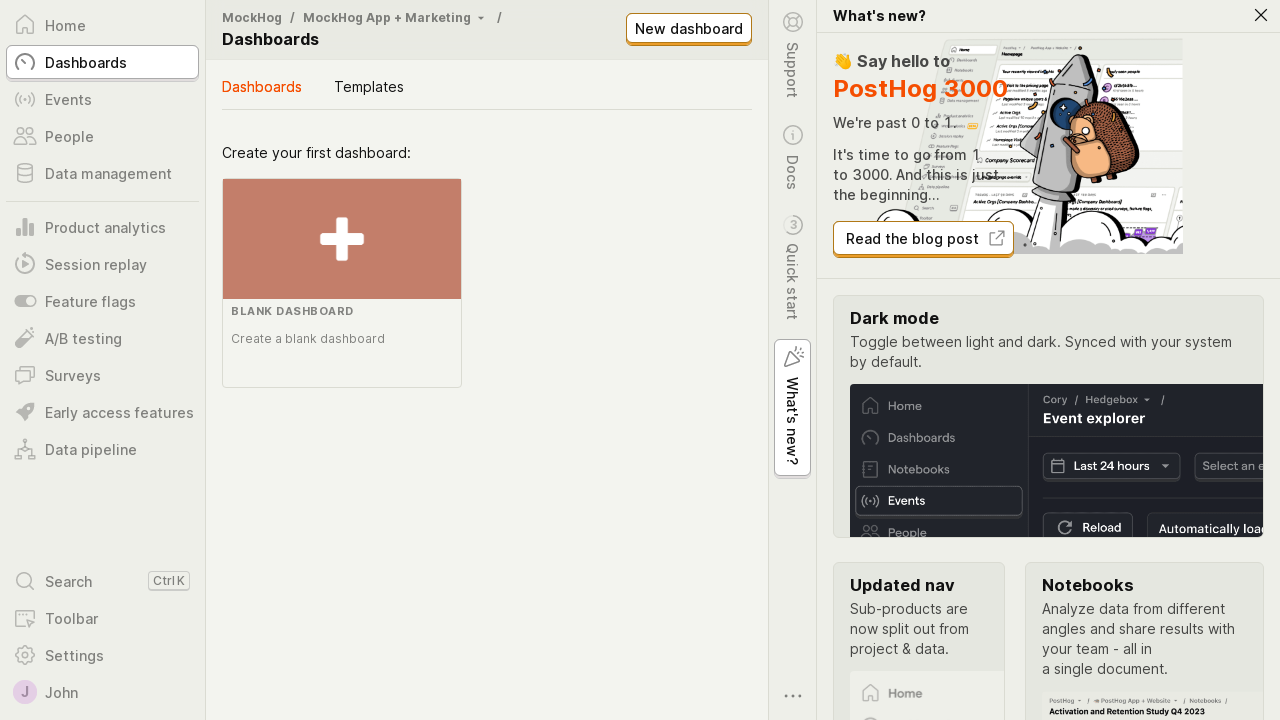 Home
Dashboards
Events
People
Data management
Product analytics
Session replay
Feature flags
A/B testing
Surveys
Early access features
Data pipeline
Search
Ctrl K
Toolbar
Settings
J
John
MockHog / MockHog App + Marketing /
Dashboards
New dashboard
Dashboards
Templates
Create your first dashboard:
BLANK DASHBOARD
Create a blank dashboard
Support
Docs
3
Quick start
What's new?
What's new?
👋 Say hello to
PostHog 3000
We're past 0 to 1.
It's time to go from 1
to 3000. And this is just
the beginning...
Read the blog post
Dark mode
Toggle between light and dark. Synced with your system
by default.
Home
Dashboards
Notebooks
Events
People
Cory / Hedgebox /
Event explorer
Last 24 hours
Select an e
Reload
Automatically load
Updated nav
Sub-products are
now split out from
project & data.
Home
Notebooks
Analyze data from different
angles and share results with
your team - all in
a single document.
PostHog / PostHog App + Website / Notebooks /
Activation and Retention Study Q4 2023